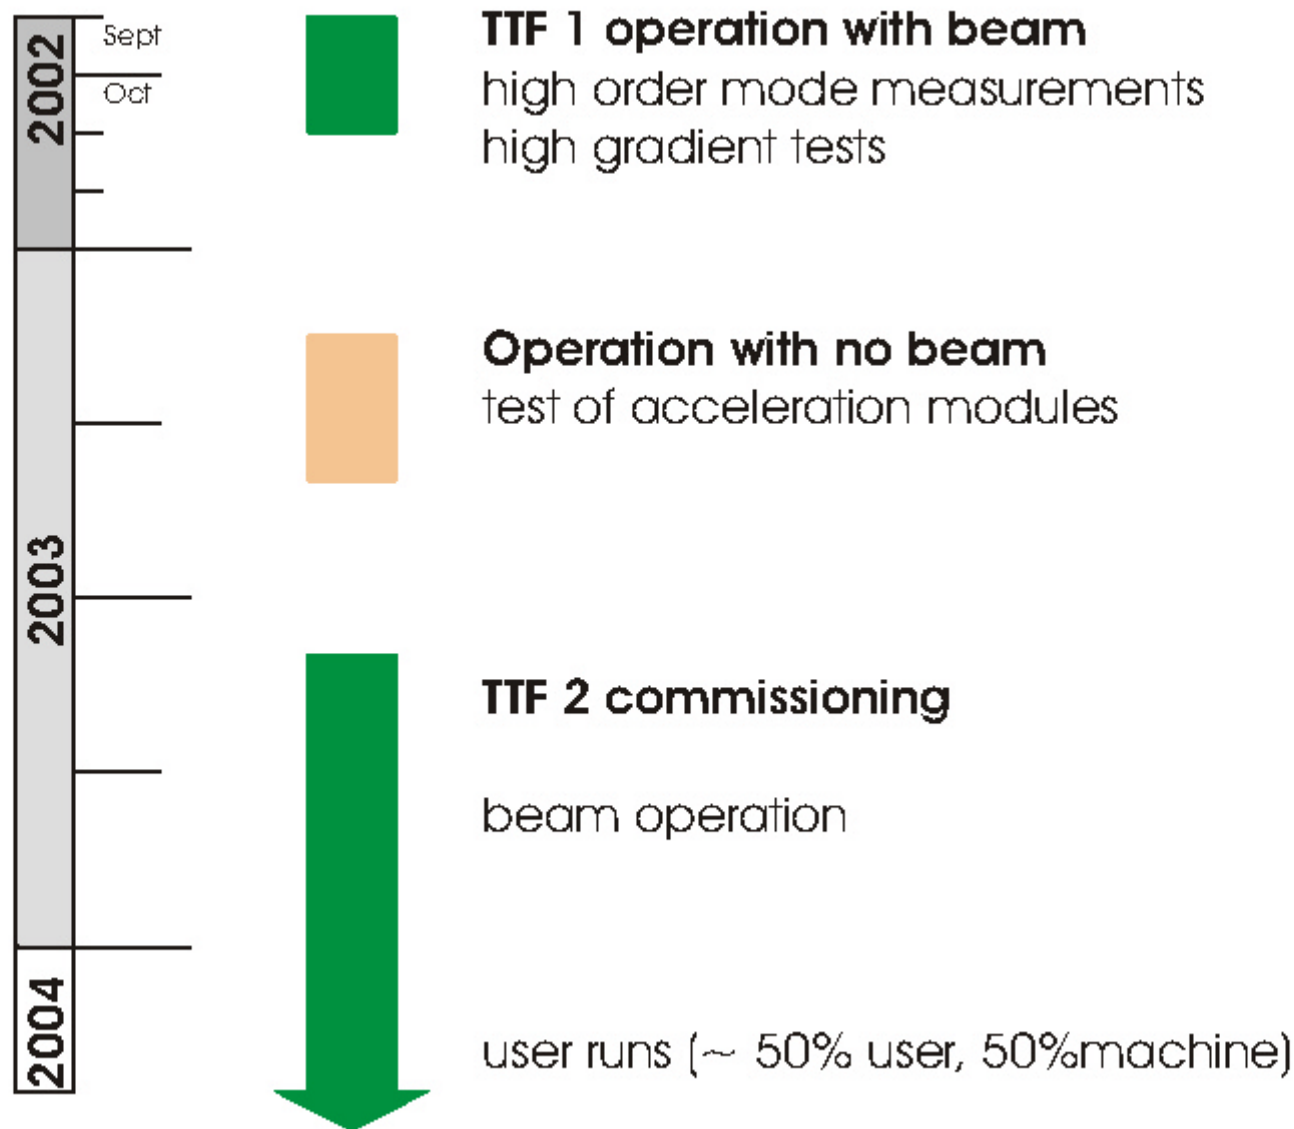 2002
Sept
Oct
TTF 1 operation with beam
high order mode measurements
high gradient tests
Operation with no beam
test of acceleration modules
2003
TTF 2 commissioning
beam operation
2004
user runs (~ 50% user, 50%machine)